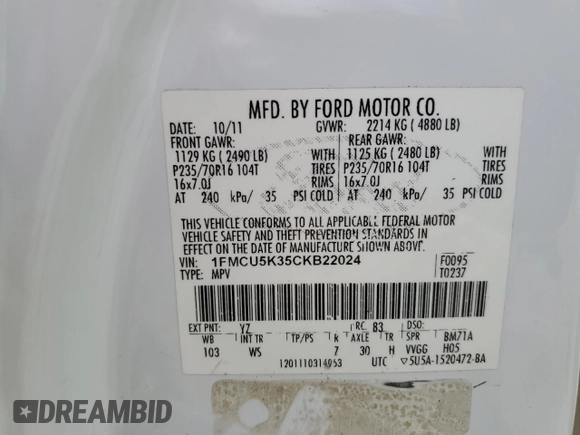 MFD. BY FORD MOTOR CO.
DATE: 10/11 GVWR: 2214 KG ( 4880 LB)
FRONT GAWR: REAR GAWR:
1129 KG ( 2490 LB) WITH 1125 KG ( 2480 LB) WITH
P235/70R16 104T TIRES P235/70R16 104T TIRES
16x7.0J RIMS 16x7.0J RIMS
AT 240 kPa/ 35 PSI COLD AT 240 kPa/ 35 PSI COLD
THIS VEHICLE CONFORMS TO ALL APPLICABLE FEDERAL MOTOR
VEHICLE SAFETY AND THEFT PREVENTION STANDARDS IN
EFFECT ON THE DATE OF MANUFACTURE SHOWN ABOVE.
VIN: 1FMCU5K35CKB22024 F0095
TYPE: MPV T0237
EXT PNT: YZ RC: 83 DSO:
WB INT TR TP/PS R AXLE TR SPR BM71A
103 WS 7 30 H VVGG H05
1201110314953 UTC ▽5U5A-1520472-BA
DREAMBID